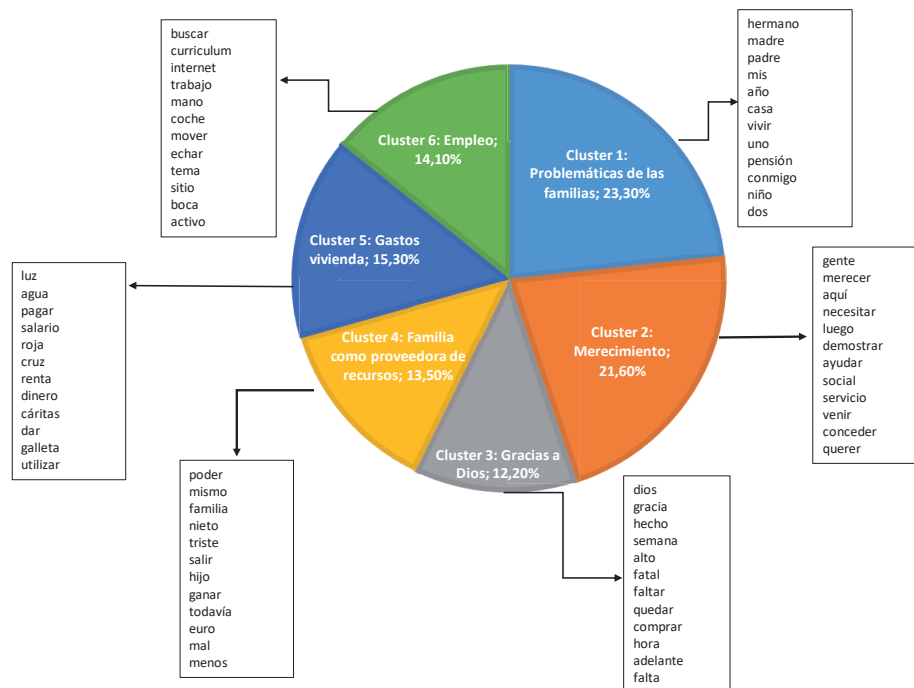 buscar
curriculum
internet
trabajo
mano
coche
mover
echar
tema
sitio
boca
activo
hermano
madre
padre
mis
año
casa
vivir
uno
pensión
conmigo
niño
dos
Cluster 6: Empleo;
14,10%
Cluster 1:
Problemáticas de las
familias; 23,30%
Cluster 5: Gastos
vivienda; 15,30%
Cluster 2:
Merecimiento;
21,60%
Cluster 4: Familia
como proveedora de
recursos; 13,50%
Cluster 3: Gracias a
Dios; 12,20%
luz
agua
pagar
salario
roja
cruz
renta
dinero
cáritas
dar
galleta
utilizar
gente
merecer
aquí
necesitar
luego
demostrar
ayudar
social
servicio
venir
conceder
querer
poder
mismo
familia
nieto
triste
salir
hijo
ganar
todavía
euro
mal
menos
dios
gracia
hecho
semana
alto
fatal
faltar
quedar
comprar
hora
adelante
falta